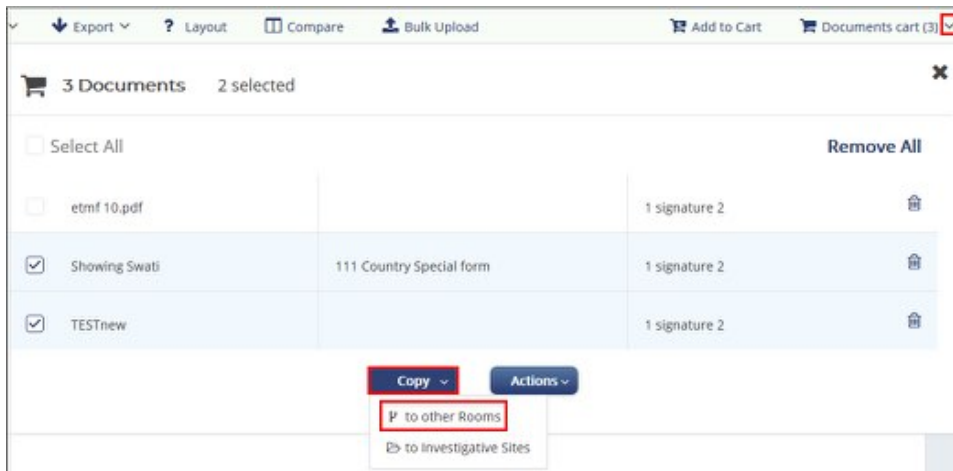 Export ? Layout Compare Bulk Upload Add to Cart Documents cart (3)
3 Documents 2 selected
Select All Remove All
etmf 10.pdf 1 signature 2
Showing Swati 111 Country Special form 1 signature 2
TESTnew 1 signature 2
Copy Actions
to other Rooms
to Investigative Sites